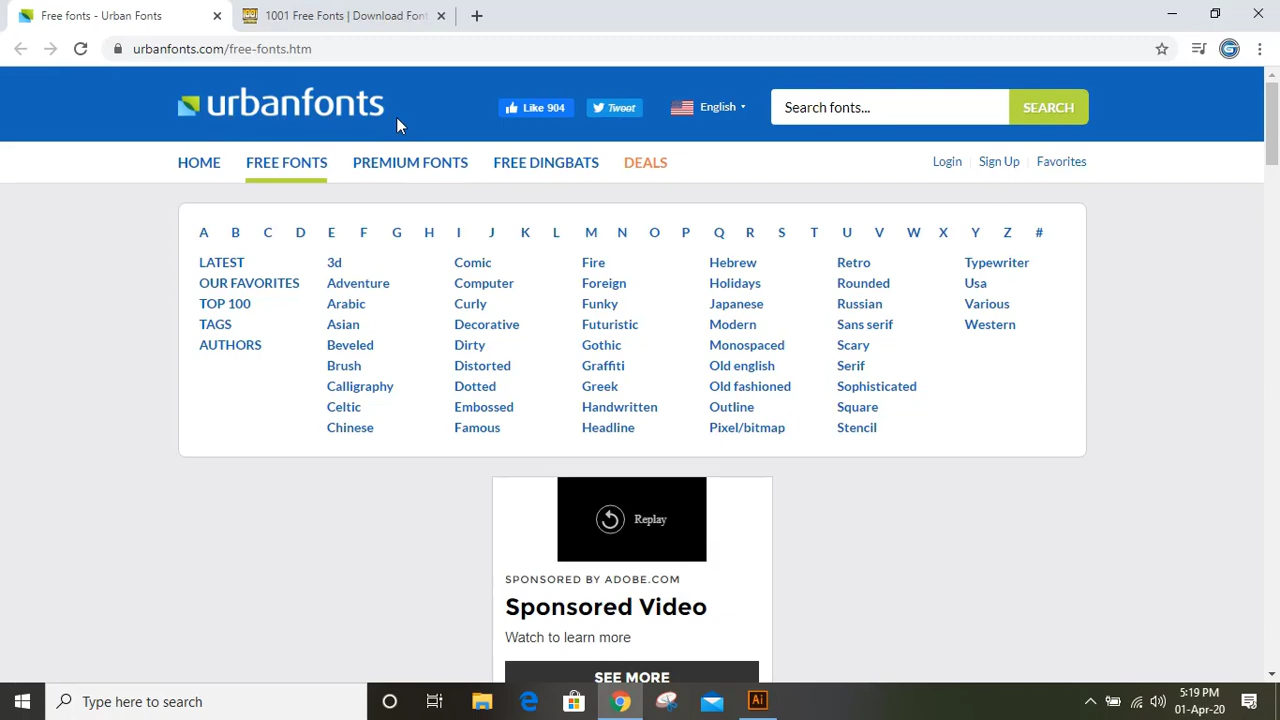 Free fonts - Urban Fonts
1001 Free Fonts | Download Fon
urbanfonts.com/free-fonts.htm
urbanfonts
Like 904
Tweet
English
Search fonts...
SEARCH
HOME FREE FONTS PREMIUM FONTS FREE DINGBATS DEALS
Login Sign Up Favorites
A B C D E F G H I J K L M N O P Q R S T U V W X Y Z #
LATEST 3d Comic Fire Hebrew Retro Typewriter
OUR FAVORITES Adventure Computer Foreign Holidays Rounded Usa
TOP 100 Arabic Curly Funky Japanese Russian Various
TAGS Asian Decorative Futuristic Modern Sans serif Western
AUTHORS Beveled Dirty Gothic Monospaced Scary
Brush Distorted Graffiti Old english Serif
Calligraphy Dotted Greek Old fashioned Sophisticated
Celtic Embossed Handwritten Outline Square
Chinese Famous Headline Pixel/bitmap Stencil
Replay
SPONSORED BY ADOBE.COM
Sponsored Video
Watch to learn more
SEE MORE
Type here to search
Ai
5:19 PM
01-Apr-20